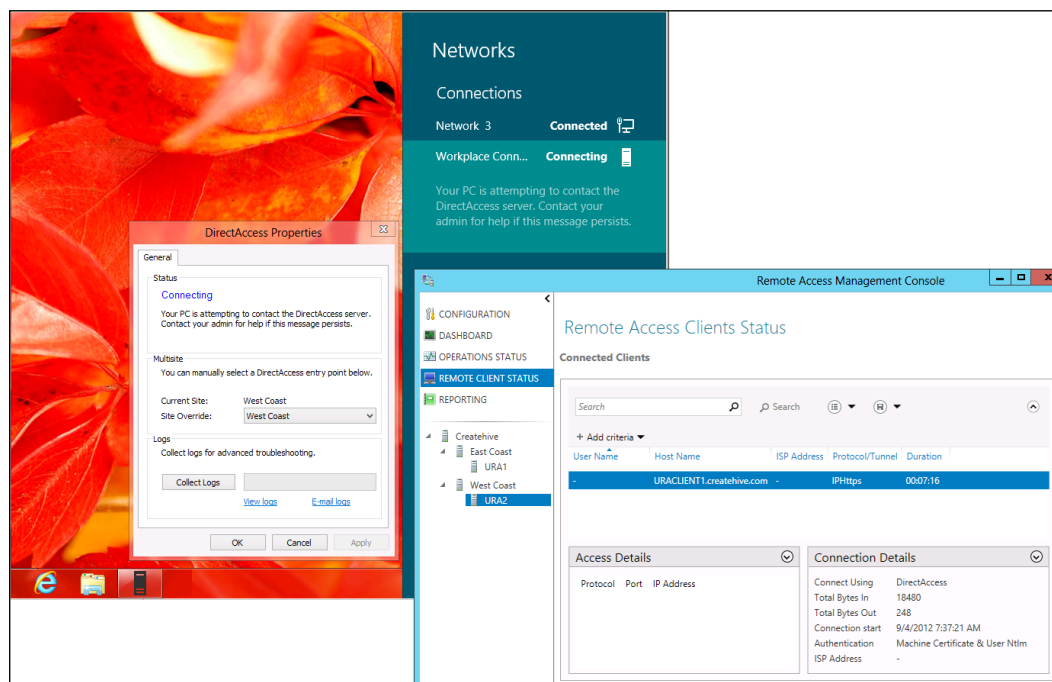 Networks
Connections
Network 3 Connected
Workplace Conn... Connecting
Your PC is attempting to contact the
DirectAccess server. Contact your
admin for help if this message persists.
DirectAccess Properties
General
Status
Connecting
Your PC is attempting to contact the DirectAccess server.
Contact your admin for help if this message persists.
Multisite
You can manually select a DirectAccess entry point below.
Current Site: West Coast
Site Override: West Coast
Logs
Collect logs for advanced troubleshooting.
Collect Logs
View logs E-mail logs
OK Cancel Apply
Remote Access Management Console
CONFIGURATION
DASHBOARD
OPERATIONS STATUS
REMOTE CLIENT STATUS
REPORTING
Createhive
East Coast
URA1
West Coast
URA2
Remote Access Clients Status
Connected Clients
Search Search
+ Add criteria
User Name Host Name ISP Address Protocol/Tunnel Duration
- URACLIENT1.createhive.com - IPHttps 00:07:16
Access Details
Protocol Port IP Address
Connection Details
Connect Using DirectAccess
Total Bytes In 18480
Total Bytes Out 248
Connection start 9/4/2012 7:37:21 AM
Authentication Machine Certificate & User Ntlm
ISP Address -